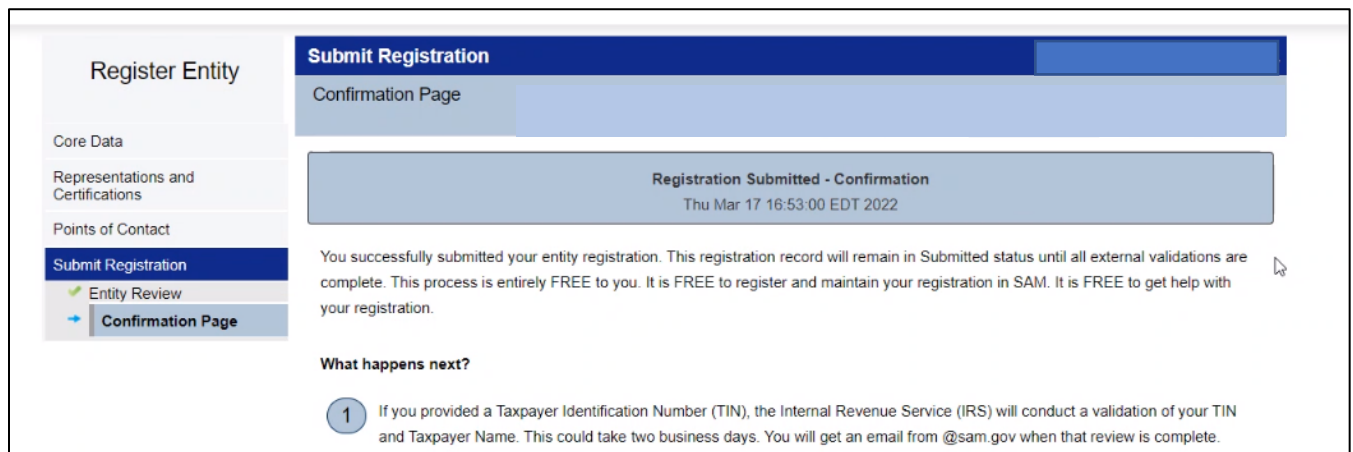 Register Entity
Core Data
Representations and
Certifications
Points of Contact
Submit Registration
Entity Review
Confirmation Page
Submit Registration
Confirmation Page
Registration Submitted - Confirmation
Thu Mar 17 16:53:00 EDT 2022
You successfully submitted your entity registration. This registration record will remain in Submitted status until all external validations are
complete. This process is entirely FREE to you. It is FREE to register and maintain your registration in SAM. It is FREE to get help with
your registration.
What happens next?
1 If you provided a Taxpayer Identification Number (TIN), the Internal Revenue Service (IRS) will conduct a validation of your TIN
and Taxpayer Name. This could take two business days. You will get an email from @sam.gov when that review is complete.